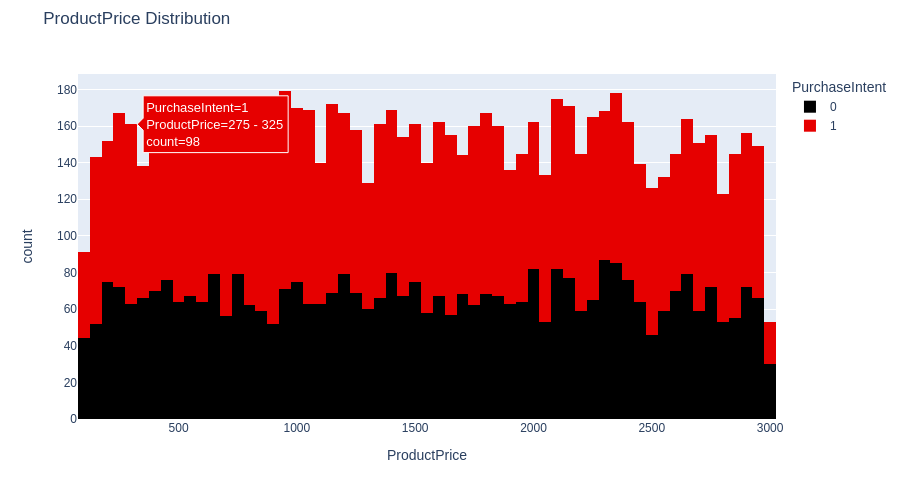 ProductPrice Distribution
180
160
140
120
100
80
60
40
20
0
count
PurchaseIntent=1
ProductPrice=275 - 325
count=98
500
1000
1500
2000
2500
3000
ProductPrice
PurchaseIntent
0
1